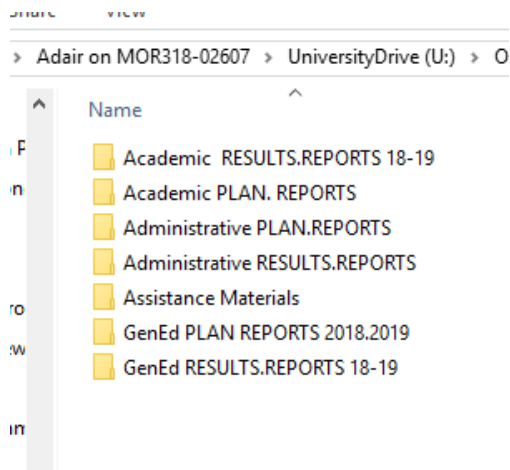 View
> Adair on MOR318-02607 > UniversityDrive (U:) > O
Name
Academic  RESULTS.REPORTS 18-19
Academic PLAN. REPORTS
Administrative PLAN.REPORTS
Administrative RESULTS.REPORTS
Assistance Materials
GenEd PLAN REPORTS 2018.2019
GenEd RESULTS.REPORTS 18-19